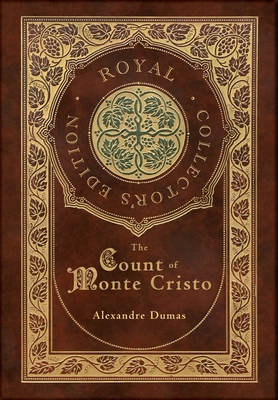 ROYAL
COLLECTOR'S EDITION
The
Count of
Monte Cristo
Alexandre Dumas